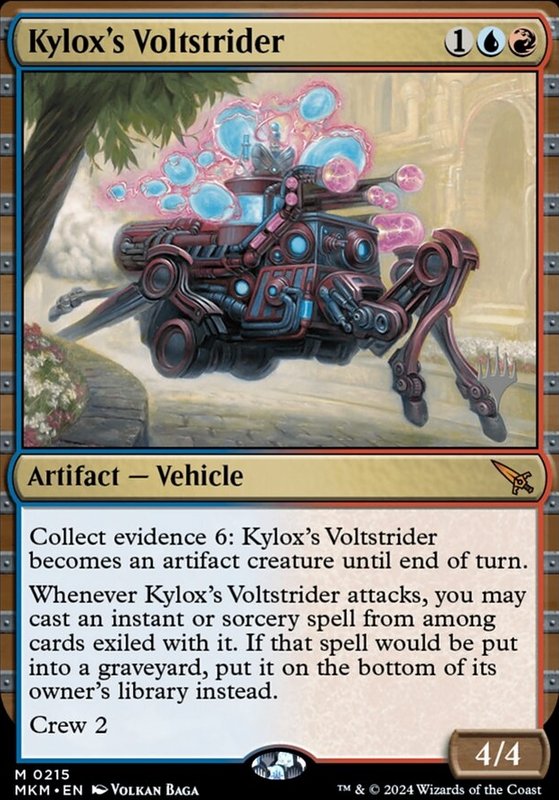 Kylox's Voltstrider 1
Artifact — Vehicle
Collect evidence 6: Kylox's Voltstrider
becomes an artifact creature until end of turn.
Whenever Kylox's Voltstrider attacks, you may
cast an instant or sorcery spell from among
cards exiled with it. If that spell would be put
into a graveyard, put it on the bottom of its
owner's library instead.
Crew 2
4/4
M 0215
MKM • EN Volkan Baga
™ & © 2024 Wizards of the Coast